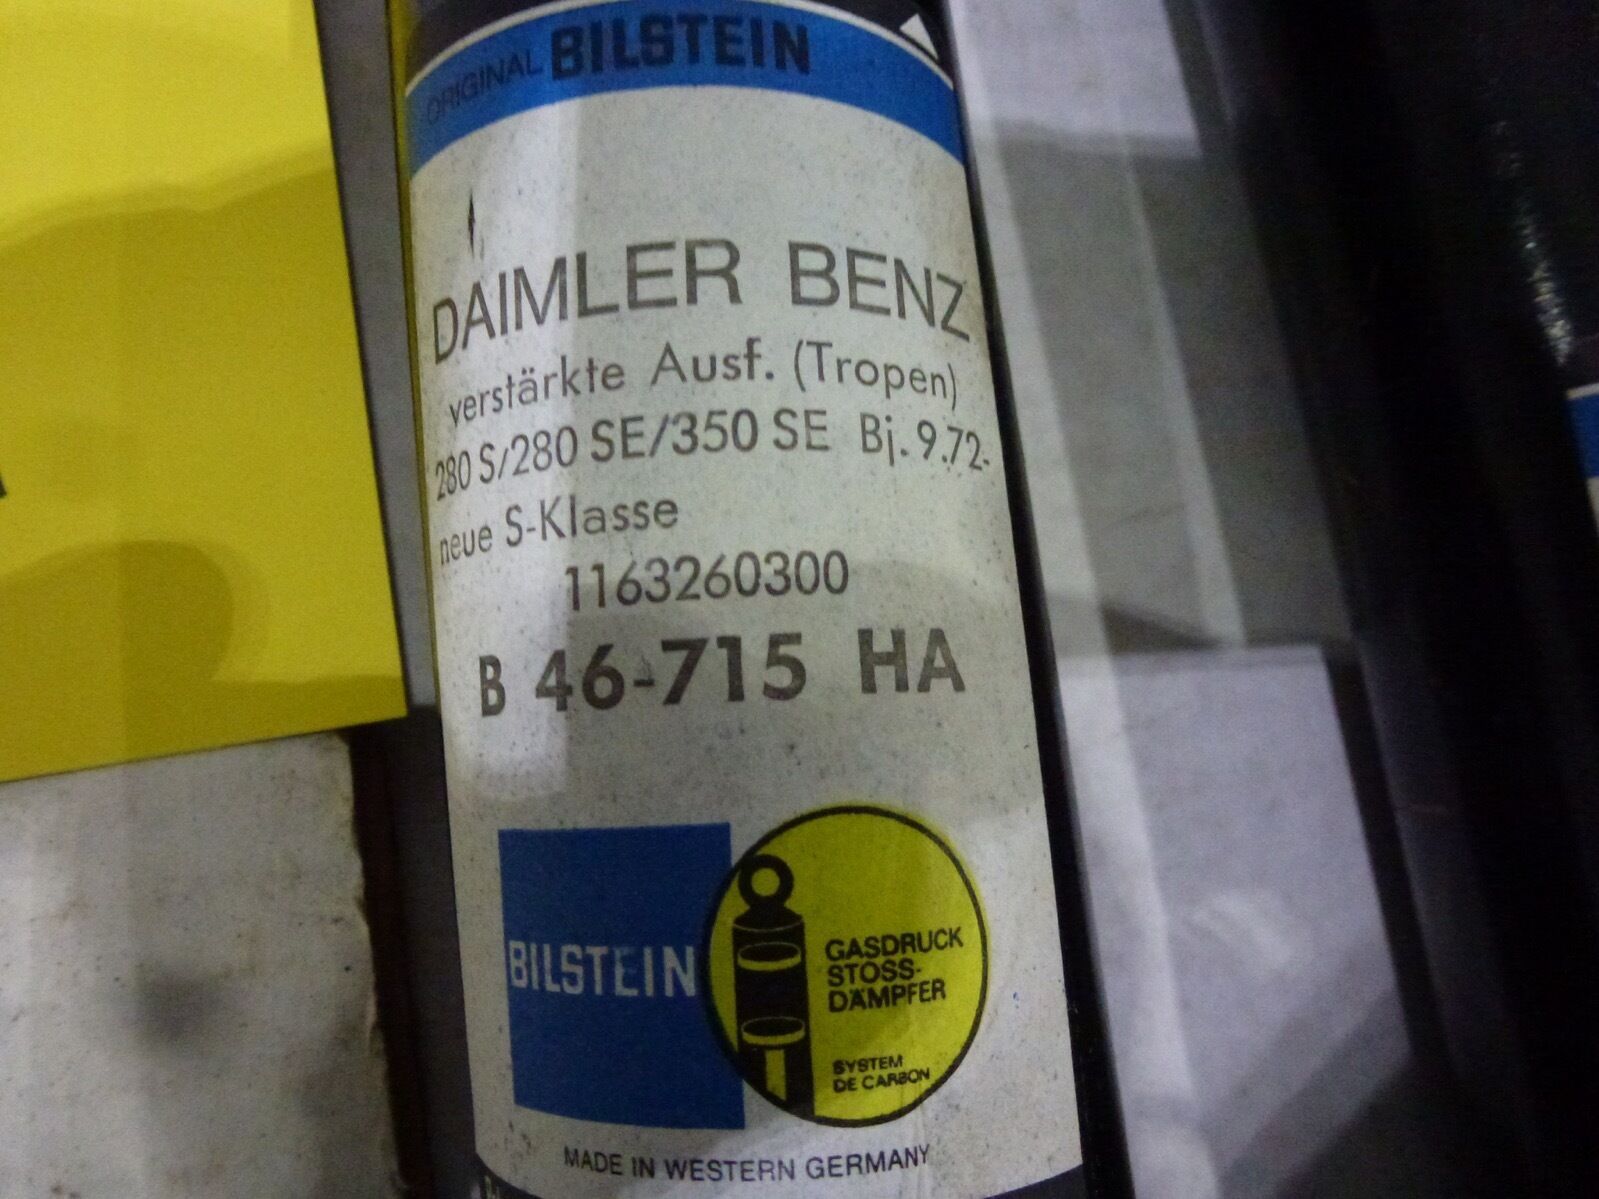 ORIGINAL BILSTEIN
DAIMLER BENZ
verstärkte Ausf. (Tropen)
280 S/280 SE/350 SE Bj. 9.72-
neue S-Klasse
1163260300
B 46-715 HA
BILSTEIN
GASDRUCK
STOSS-
DÄMPFER
SYSTEM
DE CARBON
MADE IN WESTERN GERMANY